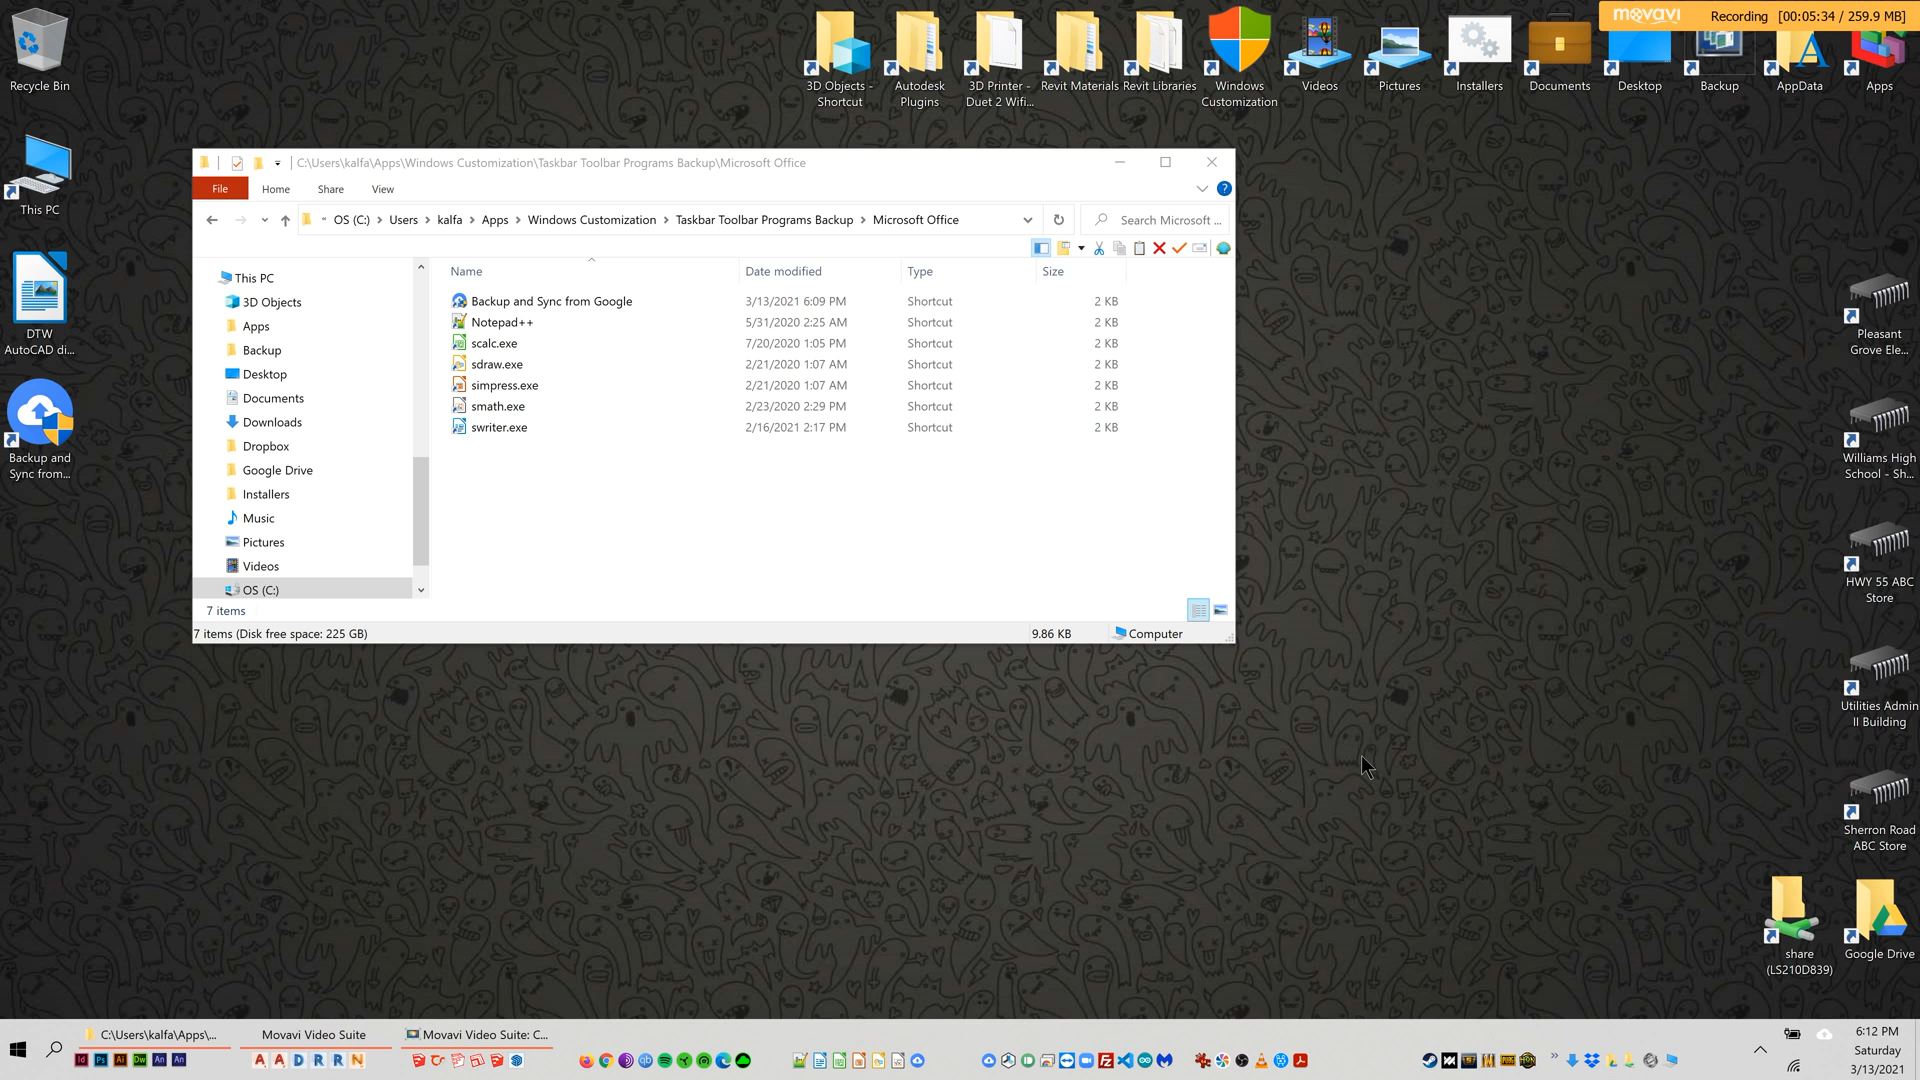 movavi Recording [00:05:34 / 259.9 MB]
Recycle Bin
3D Objects -
Shortcut
Autodesk
Plugins
3D Printer -
Duet 2 Wifi...
Revit Materials
Revit Libraries
Windows
Customization
Videos
Pictures
Installers
Documents
Desktop
Backup
AppData
Apps
This PC
DTW
AutoCAD di...
Backup and
Sync from...
C:\Users\kalfa\Apps\Windows Customization\Taskbar Toolbar Programs Backup\Microsoft Office
File Home Share View
« OS (C:) > Users > kalfa > Apps > Windows Customization > Taskbar Toolbar Programs Backup > Microsoft Office
Search Microsoft ...
This PC
3D Objects
Apps
Backup
Desktop
Documents
Downloads
Dropbox
Google Drive
Installers
Music
Pictures
Videos
OS (C:)
Name Date modified Type Size
Backup and Sync from Google 3/13/2021 6:09 PM Shortcut 2 KB
Notepad++ 5/31/2020 2:25 AM Shortcut 2 KB
scalc.exe 7/20/2020 1:05 PM Shortcut 2 KB
sdraw.exe 2/21/2020 1:07 AM Shortcut 2 KB
simpress.exe 2/21/2020 1:07 AM Shortcut 2 KB
smath.exe 2/23/2020 2:29 PM Shortcut 2 KB
swriter.exe 2/16/2021 2:17 PM Shortcut 2 KB
7 items
7 items (Disk free space: 225 GB) 9.86 KB Computer
Pleasant
Grove Ele...
Williams High
School - Sh...
HWY 55 ABC
Store
Utilities Admin
II Building
Sherron Road
ABC Store
share
(LS210D839)
Google Drive
C:\Users\kalfa\Apps\...
Movavi Video Suite
Movavi Video Suite: C...
6:12 PM
Saturday
3/13/2021